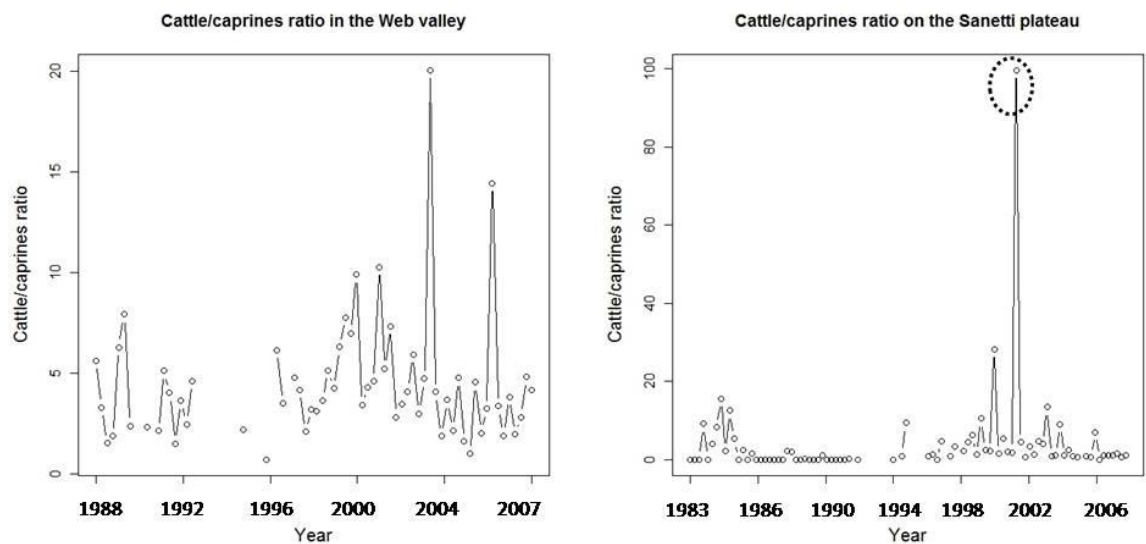 Cattle/caprines ratio in the Web valley
Cattle/caprines ratio
20
15
10
5
0
1988 1992 1996 2000 2004 2007
Year
Cattle/caprines ratio on the Sanetti plateau
Cattle/caprines ratio
100
80
60
40
20
0
1983 1986 1990 1994 1998 2002 2006
Year